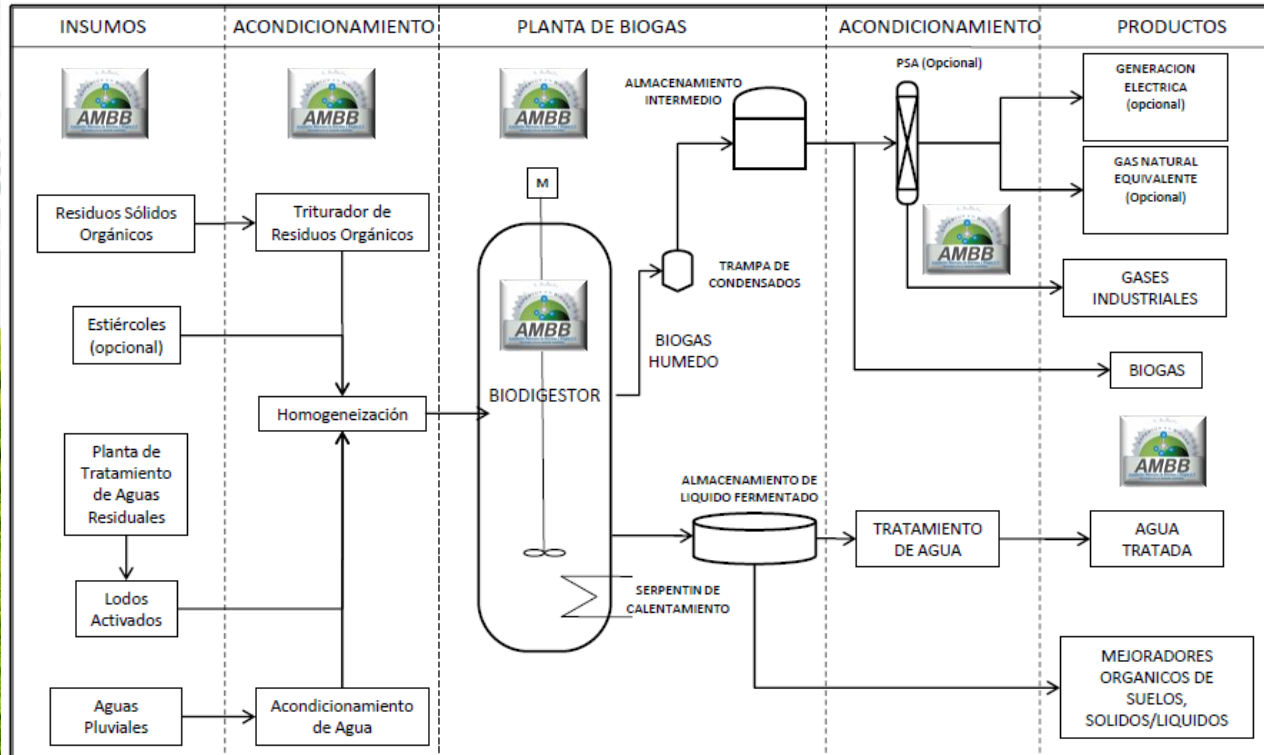 INSUMOS
ACONDICIONAMIENTO
PLANTA DE BIOGAS
ACONDICIONAMIENTO
PRODUCTOS
AMBB
AMBB
AMBB
ALMACENAMIENTO
INTERMEDIO
PSA (Opcional)
GENERACION
ELECTRICA
(opcional)
GAS NATURAL
EQUIVALENTE
(Opcional)
M
Residuos Sólidos
Orgánicos
Triturador de
Residuos Orgánicos
AMBB
TRAMPA DE
CONDENSADOS
AMBB
GASES
INDUSTRIALES
Estiércoles
(opcional)
BIOGAS
HUMEDO
BIOGAS
BIODIGESTOR
Homogeneización
AMBB
Planta de
Tratamiento
de Aguas
Residuales
ALMACENAMIENTO DE
LIQUIDO FERMENTADO
TRATAMIENTO
DE AGUA
AGUA
TRATADA
Lodos
Activados
SERPENTIN DE
CALENTAMIENTO
Aguas
Pluviales
Acondicionamiento
de Agua
MEJORADORES
ORGANICOS DE
SUELOS,
SOLIDOS/LIQUIDOS